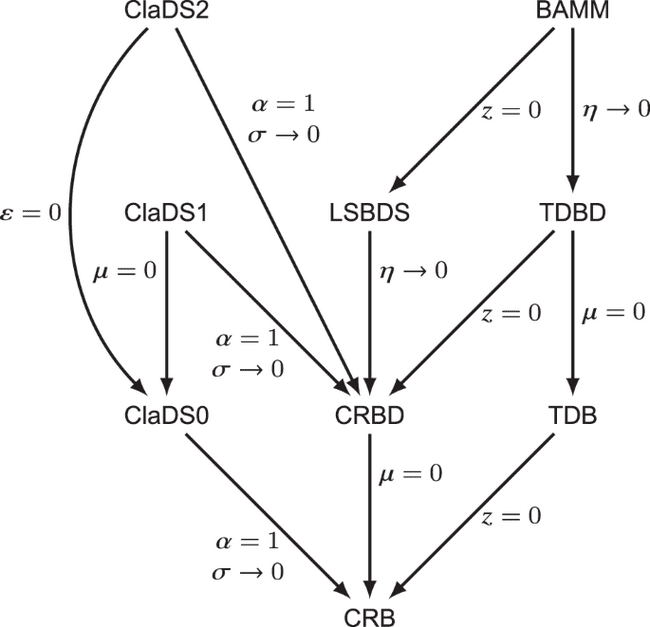 ClaDS2
BAMM
α = 1
σ → 0
z = 0
η → 0
ε = 0
ClaDS1
LSBDS
TDBD
μ = 0
η → 0
α = 1
σ → 0
z = 0
μ = 0
ClaDS0
CRBD
TDB
μ = 0
α = 1
σ → 0
z = 0
CRB